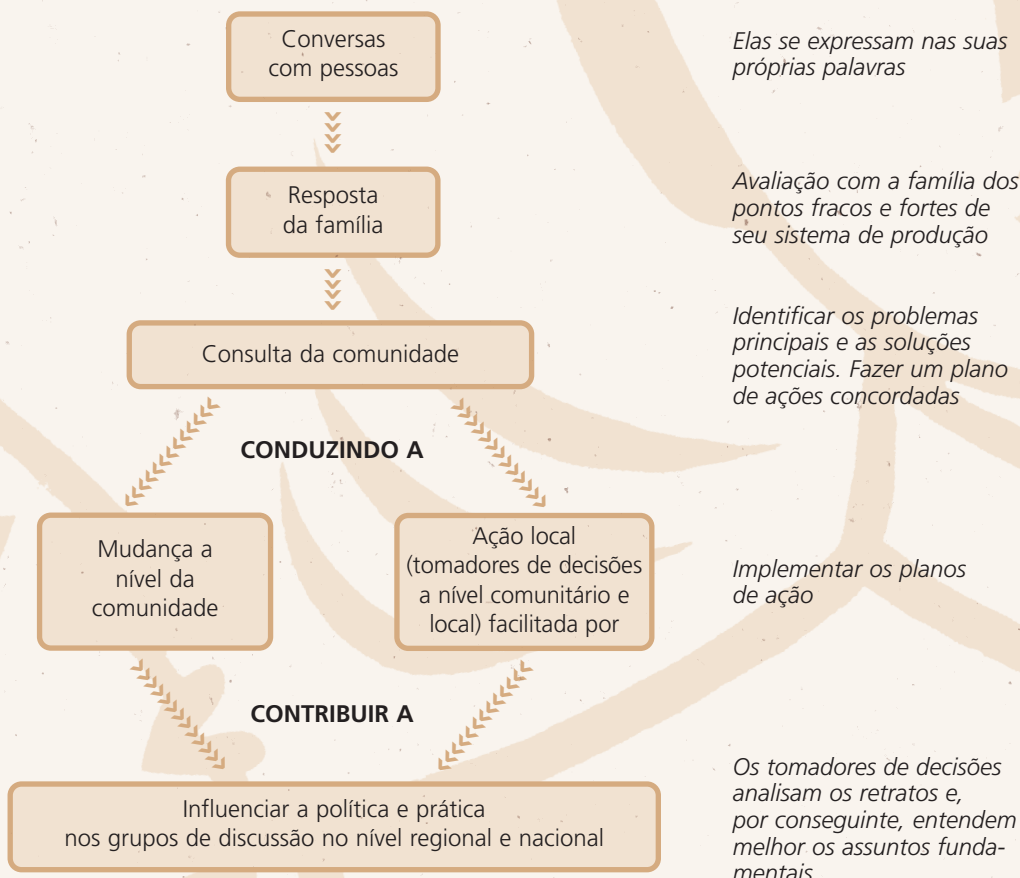 Conversas
com pessoas
Elas se expressam nas suas
próprias palavras
Resposta
da família
Avaliação com a família dos
pontos fracos e fortes de
seu sistema de produção
Consulta da comunidade
Identificar os problemas
principais e as soluções
potenciais. Fazer um plano
de ações concordadas
CONDUZINDO A
Mudança a
nível da
comunidade
Ação local
(tomadores de decisões
a nível comunitário e
local) facilitada por
Implementar os planos
de ação
CONTRIBUIR A
Influenciar a política e prática
nos grupos de discussão no nível regional e nacional
Os tomadores de decisões
analisam os retratos e,
por conseguinte, entendem
melhor os assuntos funda-
mentais